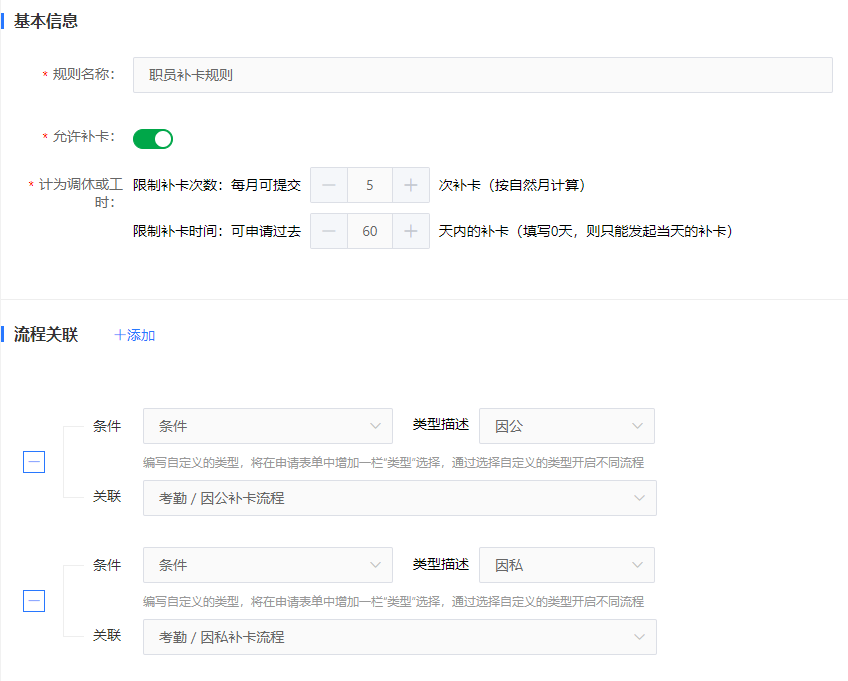 基本信息
* 规则名称： 职员补卡规则
* 允许补卡：
* 计为调休或工时： 限制补卡次数：每月可提交 5 次补卡（按自然月计算）
限制补卡时间：可申请过去 60 天内的补卡（填写0天，则只能发起当天的补卡）
流程关联 +添加
条件 条件 类型描述 因公
编写自定义的类型，将在申请表单中增加一栏“类型”选择，通过选择自定义的类型开启不同流程
关联 考勤 / 因公补卡流程
条件 条件 类型描述 因私
编写自定义的类型，将在申请表单中增加一栏“类型”选择，通过选择自定义的类型开启不同流程
关联 考勤 / 因私补卡流程